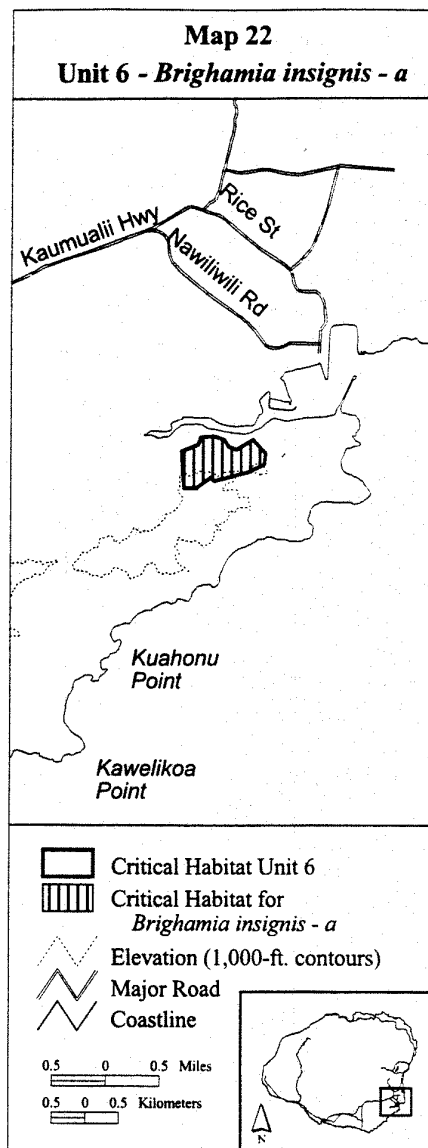 Map 22
Unit 6 - Brighamia insignis - a
Kaumualii Hwy
Rice St
Nawiliwili Rd
Kuahonu
Point
Kawelikoa
Point
Critical Habitat Unit 6
Critical Habitat for
Brighamia insignis - a
Elevation (1,000-ft. contours)
Major Road
Coastline
0.5 0 0.5 Miles
0.5 0 0.5 Kilometers
N